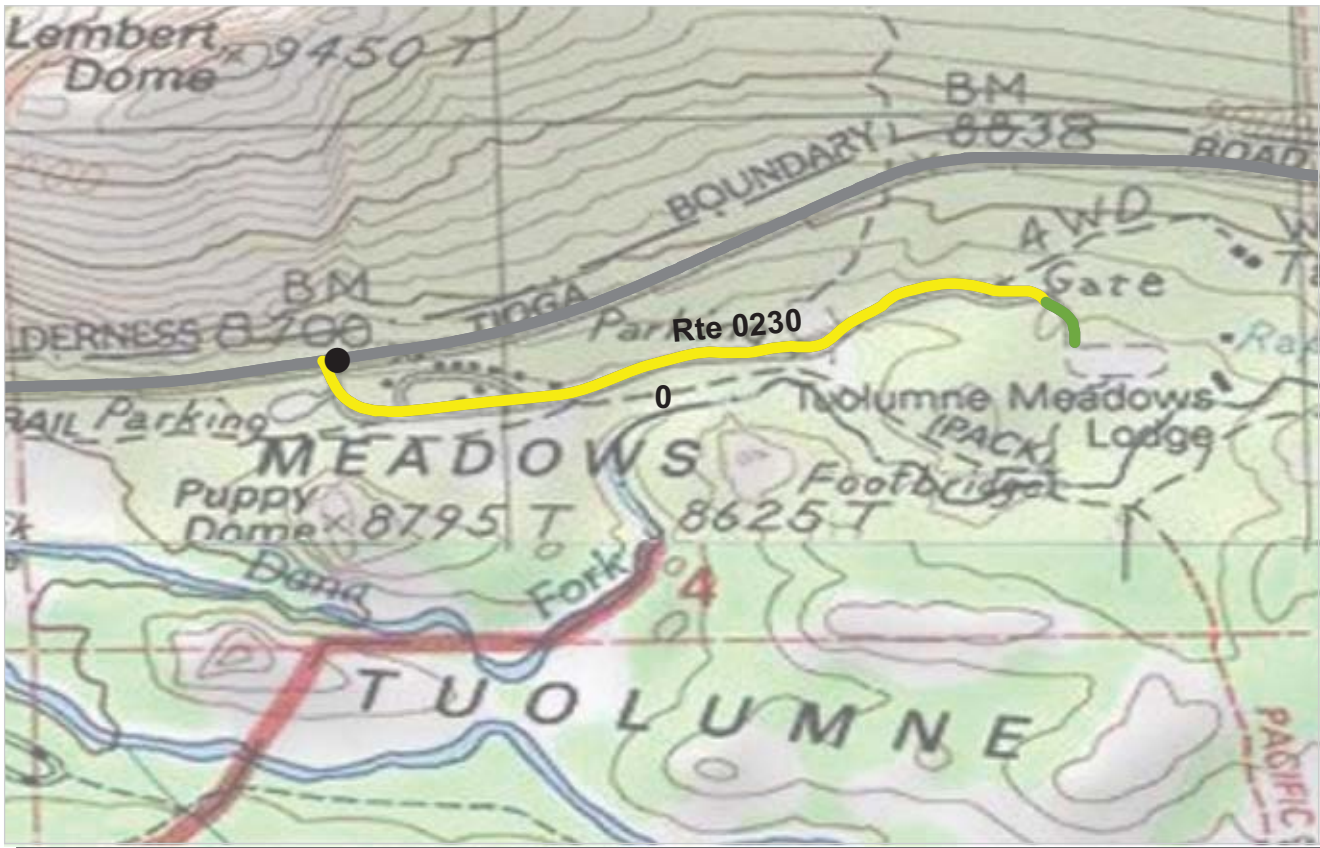 Lembert
Dome
9450 T
BM
8838
ROAD
BOUNDARY
AWD
Gate
BM
8700
DERNESS
TIOGA
Rte 0230
0
RAIL Parking
Tuolumne Meadows
Lodge
(PACK)
Footbridge
MEADOWS
Puppy
Dome
8795 T
8625 T
Dana
Fork
4
TUOLUMNE
PACIFIC